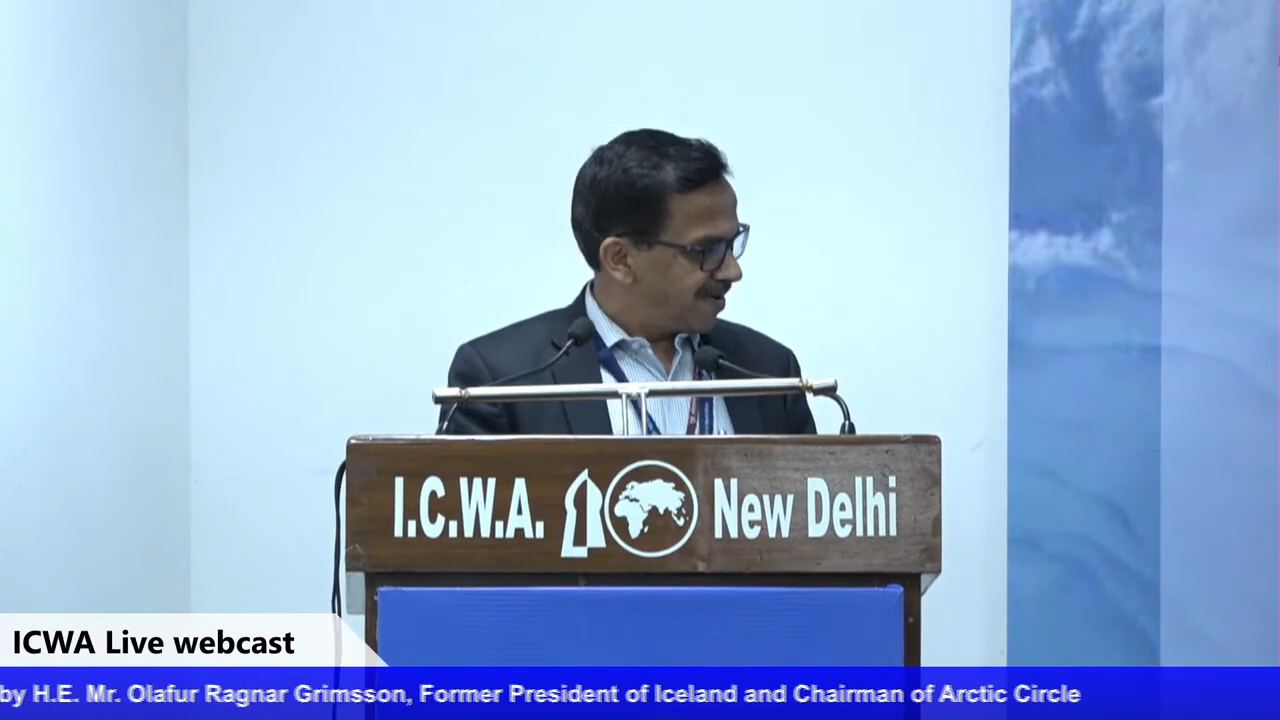 I.C.W.A. New Delhi
ICWA Live webcast
by H.E. Mr. Olafur Ragnar Grimsson, Former President of Iceland and Chairman of Arctic Circle